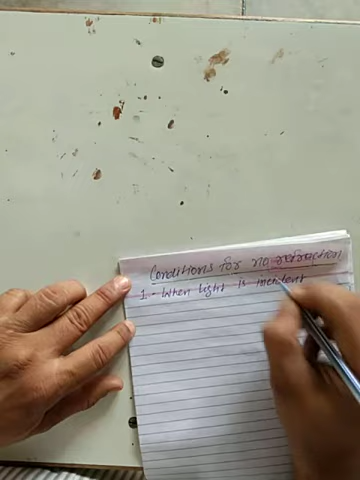 Conditions for no refraction
1.- When light is incident